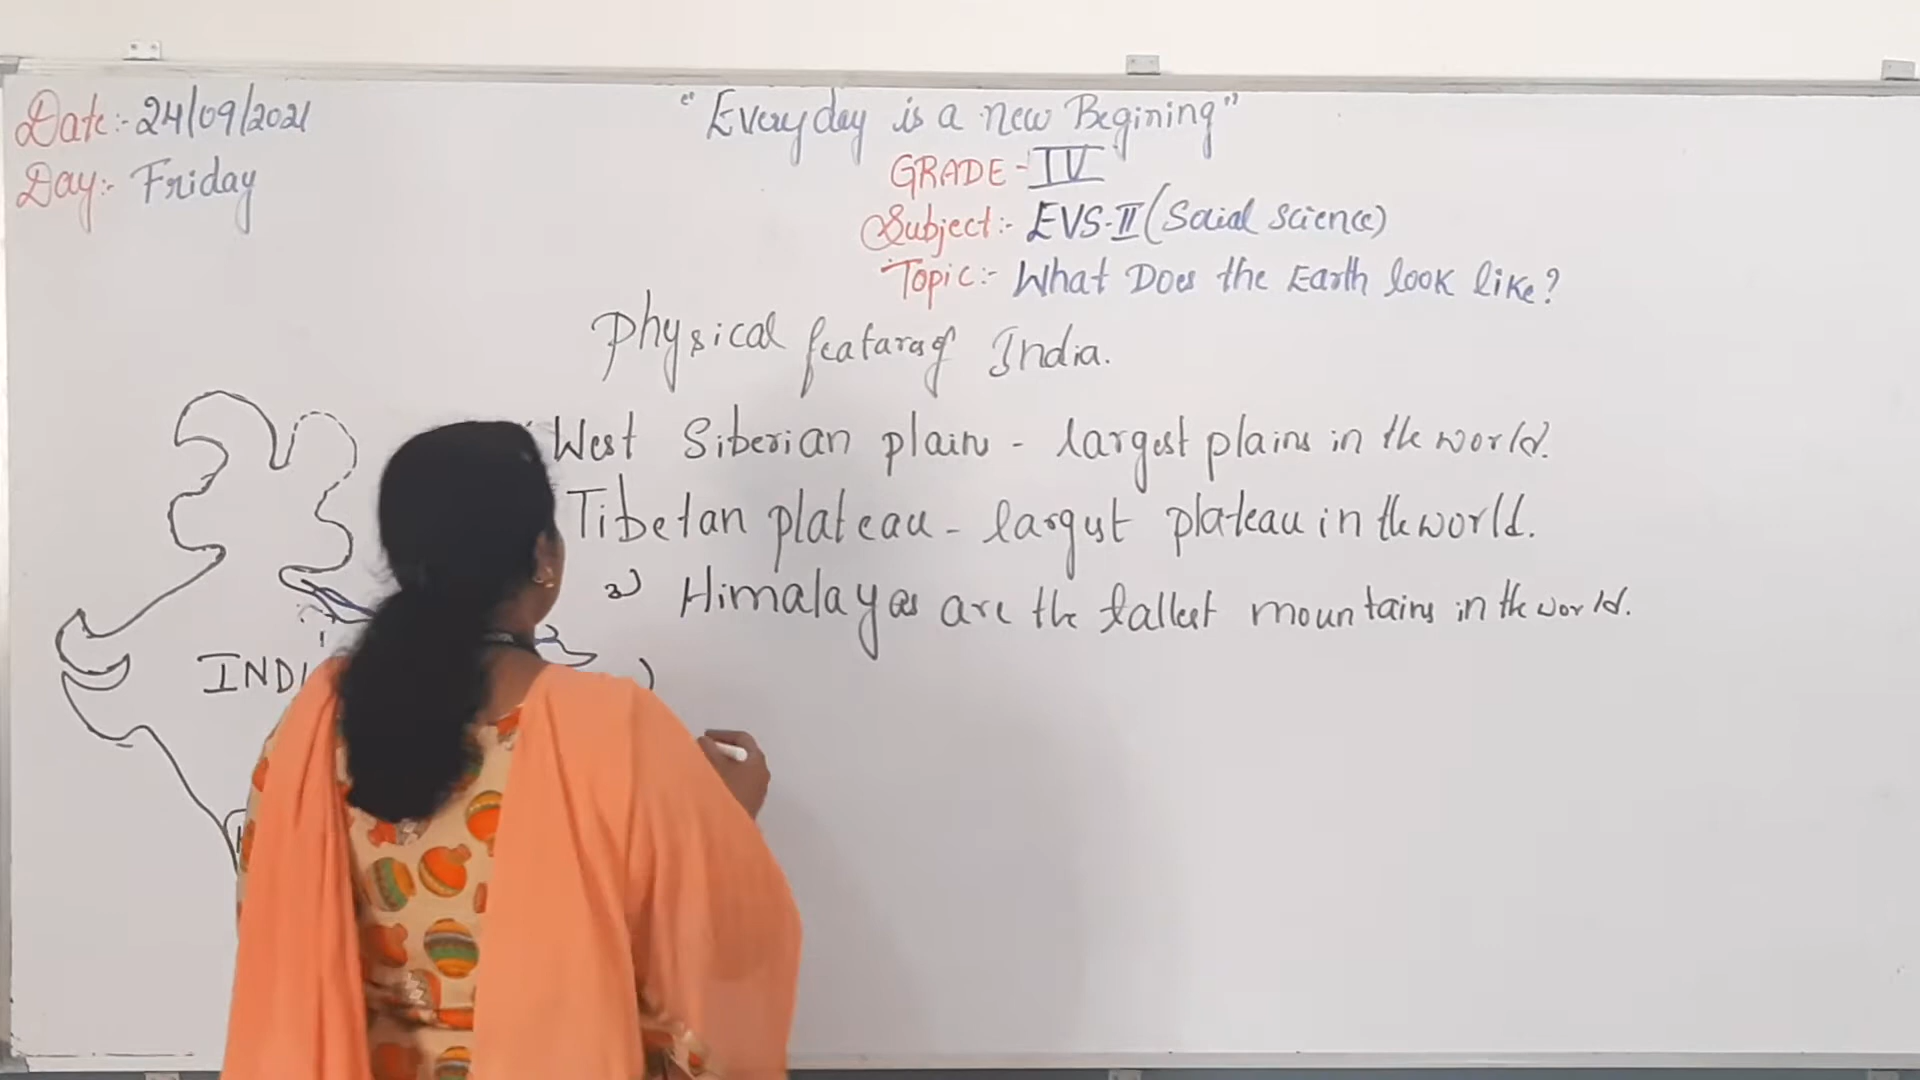 Date:- 24/09/2021
Day:- Friday
"Everyday is a new Begining"
GRADE - IV
Subject:- EVS-II (Social Science)
Topic:- What Does the Earth look like?
Physical features of India.
West Siberian plain - largest plains in the world.
Tibetan plateau - largest plateau in the world.
3) Himalayas are the tallest mountains in the world.
INDI